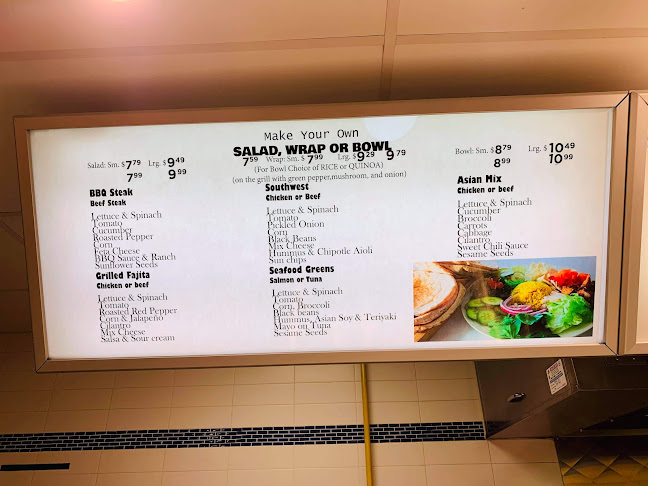 Make Your Own
SALAD, WRAP OR BOWL
Salad: Sm. $7.79 Lrg. $9.49
7.99 9.99
7.59 Wrap: Sm. $7.99 Lrg. $9.29 9.79
Bowl: Sm. $8.79 Lrg. $10.49
8.99 10.99
(For Bowl Choice of RICE or QUINOA)
(on the grill with green pepper,mushroom, and onion)
BBQ Steak
Beef Steak
Lettuce & Spinach
Tomato
Cucumber
Roasted Pepper
Corn
Feta Cheese
BBQ Sauce & Ranch
Sunflower Seeds
Grilled Fajita
Chicken or beef
Lettuce & Spinach
Tomato
Roasted Red Pepper
Corn & Jalapeño
Cilantro
Mix Cheese
Salsa & Sour cream
Southwest
Chicken or Beef
Lettuce & Spinach
Tomato
Pickled Onion
Corn
Black Beans
Mix Cheese
Hummus & Chipotle Aioli
Sun chips
Seafood Greens
Salmon or Tuna
Lettuce & Spinach
Tomato
Corn, Broccoli
Black beans
Hummus, Asian Soy & Teriyaki
Mayo on Tuna
Sesame Seeds
Asian Mix
Chicken or beef
Lettuce & Spinach
Cucumber
Broccoli
Carrots
Cabbage
Cilantro
Sweet Chili Sauce
Sesame Seeds